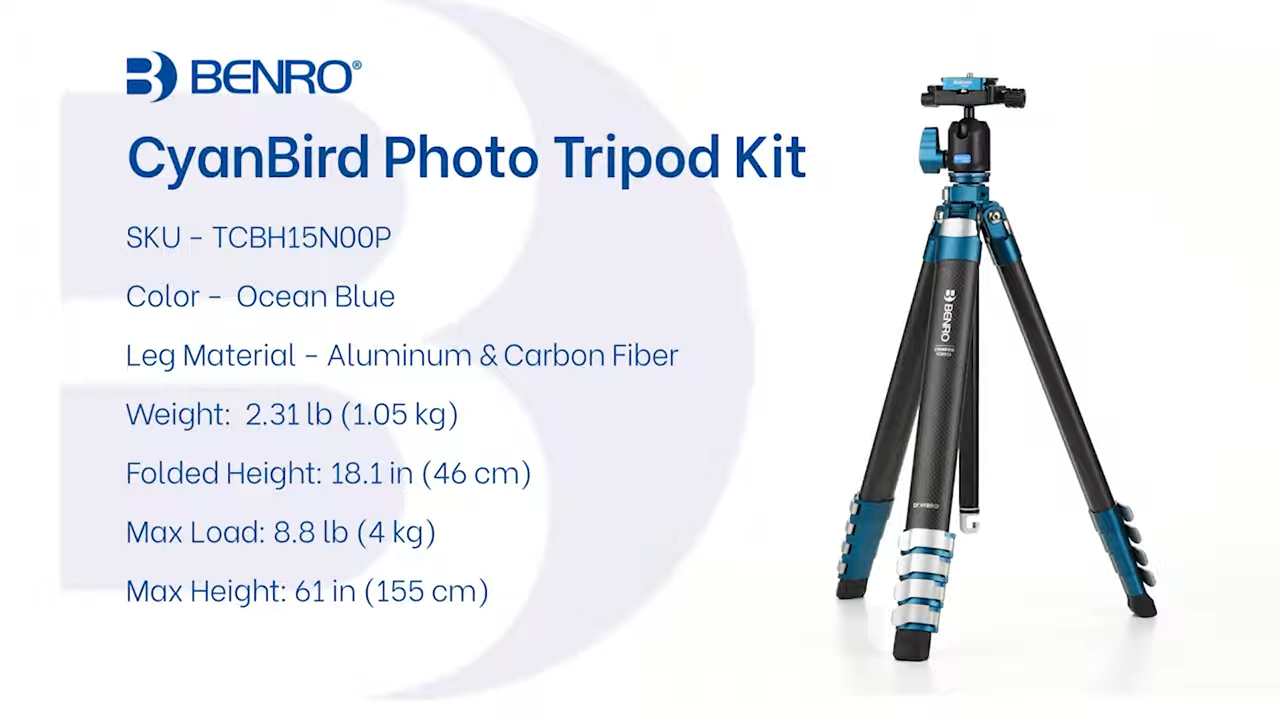 BENRO®
CyanBird Photo Tripod Kit
SKU – TCBH15N00P
Color – Ocean Blue
Leg Material – Aluminum & Carbon Fiber
Weight: 2.31 lb (1.05 kg)
Folded Height: 18.1 in (46 cm)
Max Load: 8.8 lb (4 kg)
Max Height: 61 in (155 cm)
BENRO